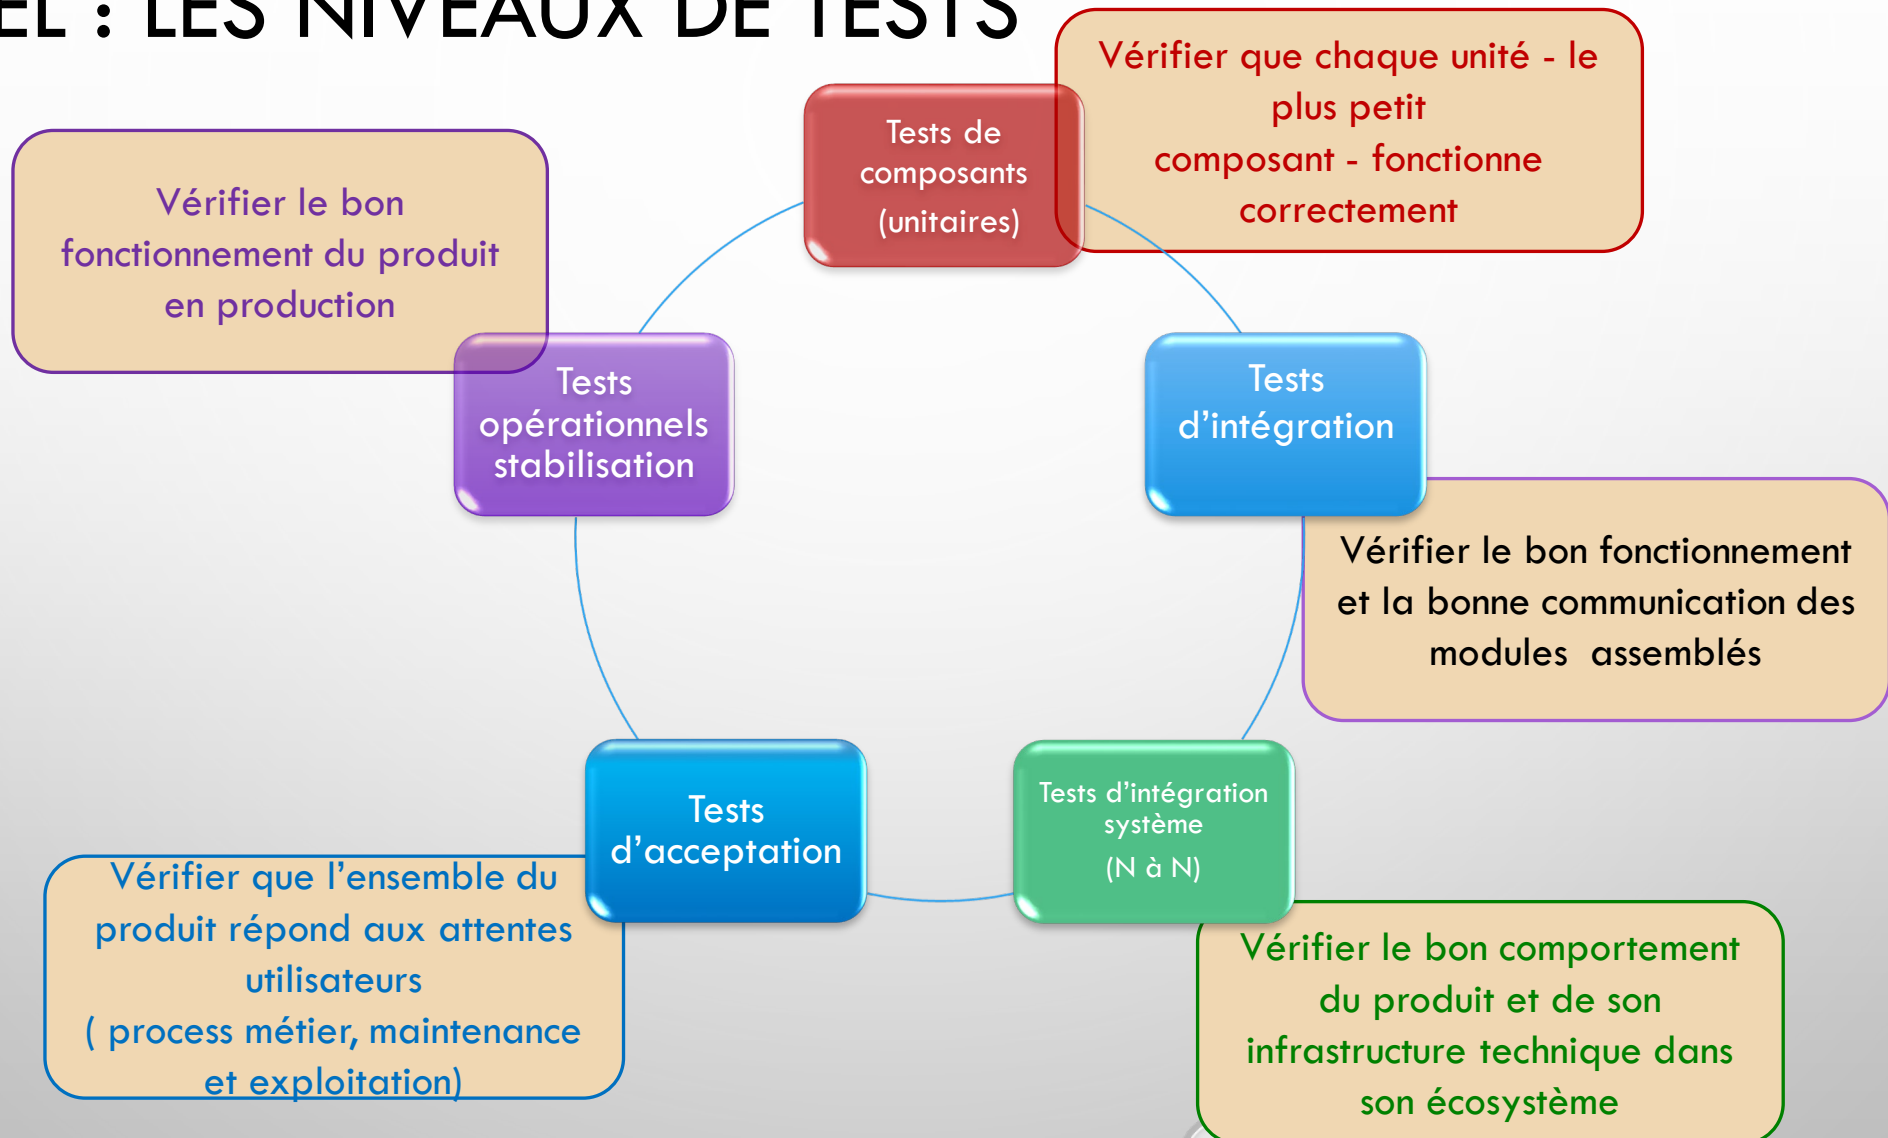 EL : LES NIVEAUX DE TESTS
Vérifier que chaque unité - le
plus petit
composant - fonctionne
correctement
Tests de
composants
(unitaires)
Vérifier le bon
fonctionnement du produit
en production
Tests
opérationnels
stabilisation
Tests
d'intégration
Vérifier le bon fonctionnement
et la bonne communication des
modules assemblés
Tests
d’acceptation
Tests d’intégration
système
(N à N)
Vérifier que l’ensemble du
produit répond aux attentes
utilisateurs
( process métier, maintenance
et exploitation)
Vérifier le bon comportement
du produit et de son
infrastructure technique dans
son écosystème